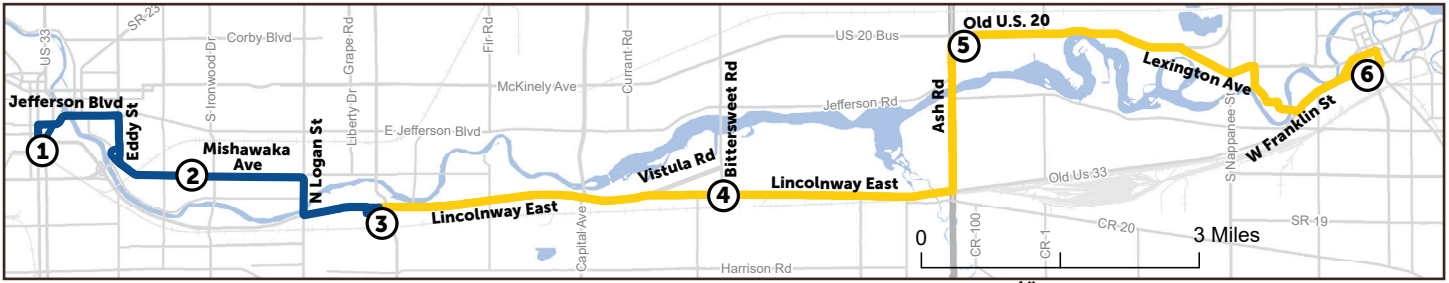 US 33
SR 23
Corby Blvd
S Ironwood Dr
Grape Rd
Fir Rd
Currant Rd
US 20 Bus
Old U.S. 20
5
McKinely Ave
Lexington Ave
6
Jefferson Blvd
Eddy St
Liberty Dr
E Jefferson Blvd
Jefferson Rd
Bittersweet Rd
Ash Rd
S Nappanee St
W Franklin St
1
Mishawaka
Ave
2
N Logan St
Vistula Rd
Old Us 33
Lincolnway East
4
Lincolnway East
3
Capital Ave
CR 100
CR 1
CR 20
SR 19
0
3 Miles
Harrison Rd